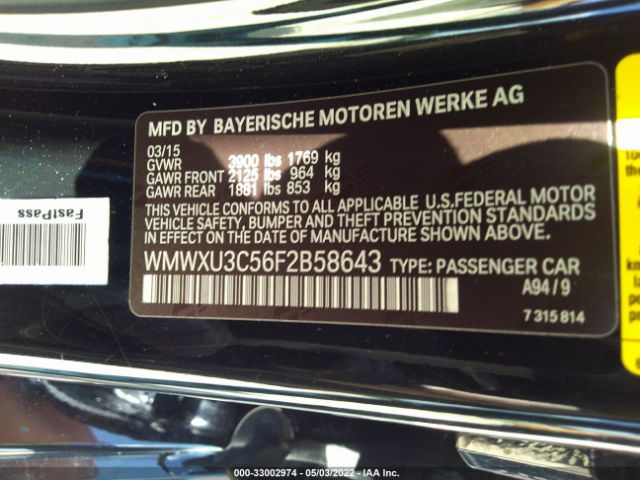 MFD BY BAYERISCHE MOTOREN WERKE AG
03/15
GVWR 3900 lbs 1769 kg
GAWR FRONT 2125 lbs 964 kg
GAWR REAR 1881 lbs 853 kg
THIS VEHICLE CONFORMS TO ALL APPLICABLE U.S.FEDERAL MOTOR
VEHICLE SAFETY, BUMPER AND THEFT PREVENTION STANDARDS
IN EFFECT ON THE DATE OF MANUFACTURE SHOWN ABOVE.
WMWXU3C56F2B58643 TYPE: PASSENGER CAR
A94/9
7 315 814
FastPass
000-33002974 - 05/03/2022 - IAA Inc.